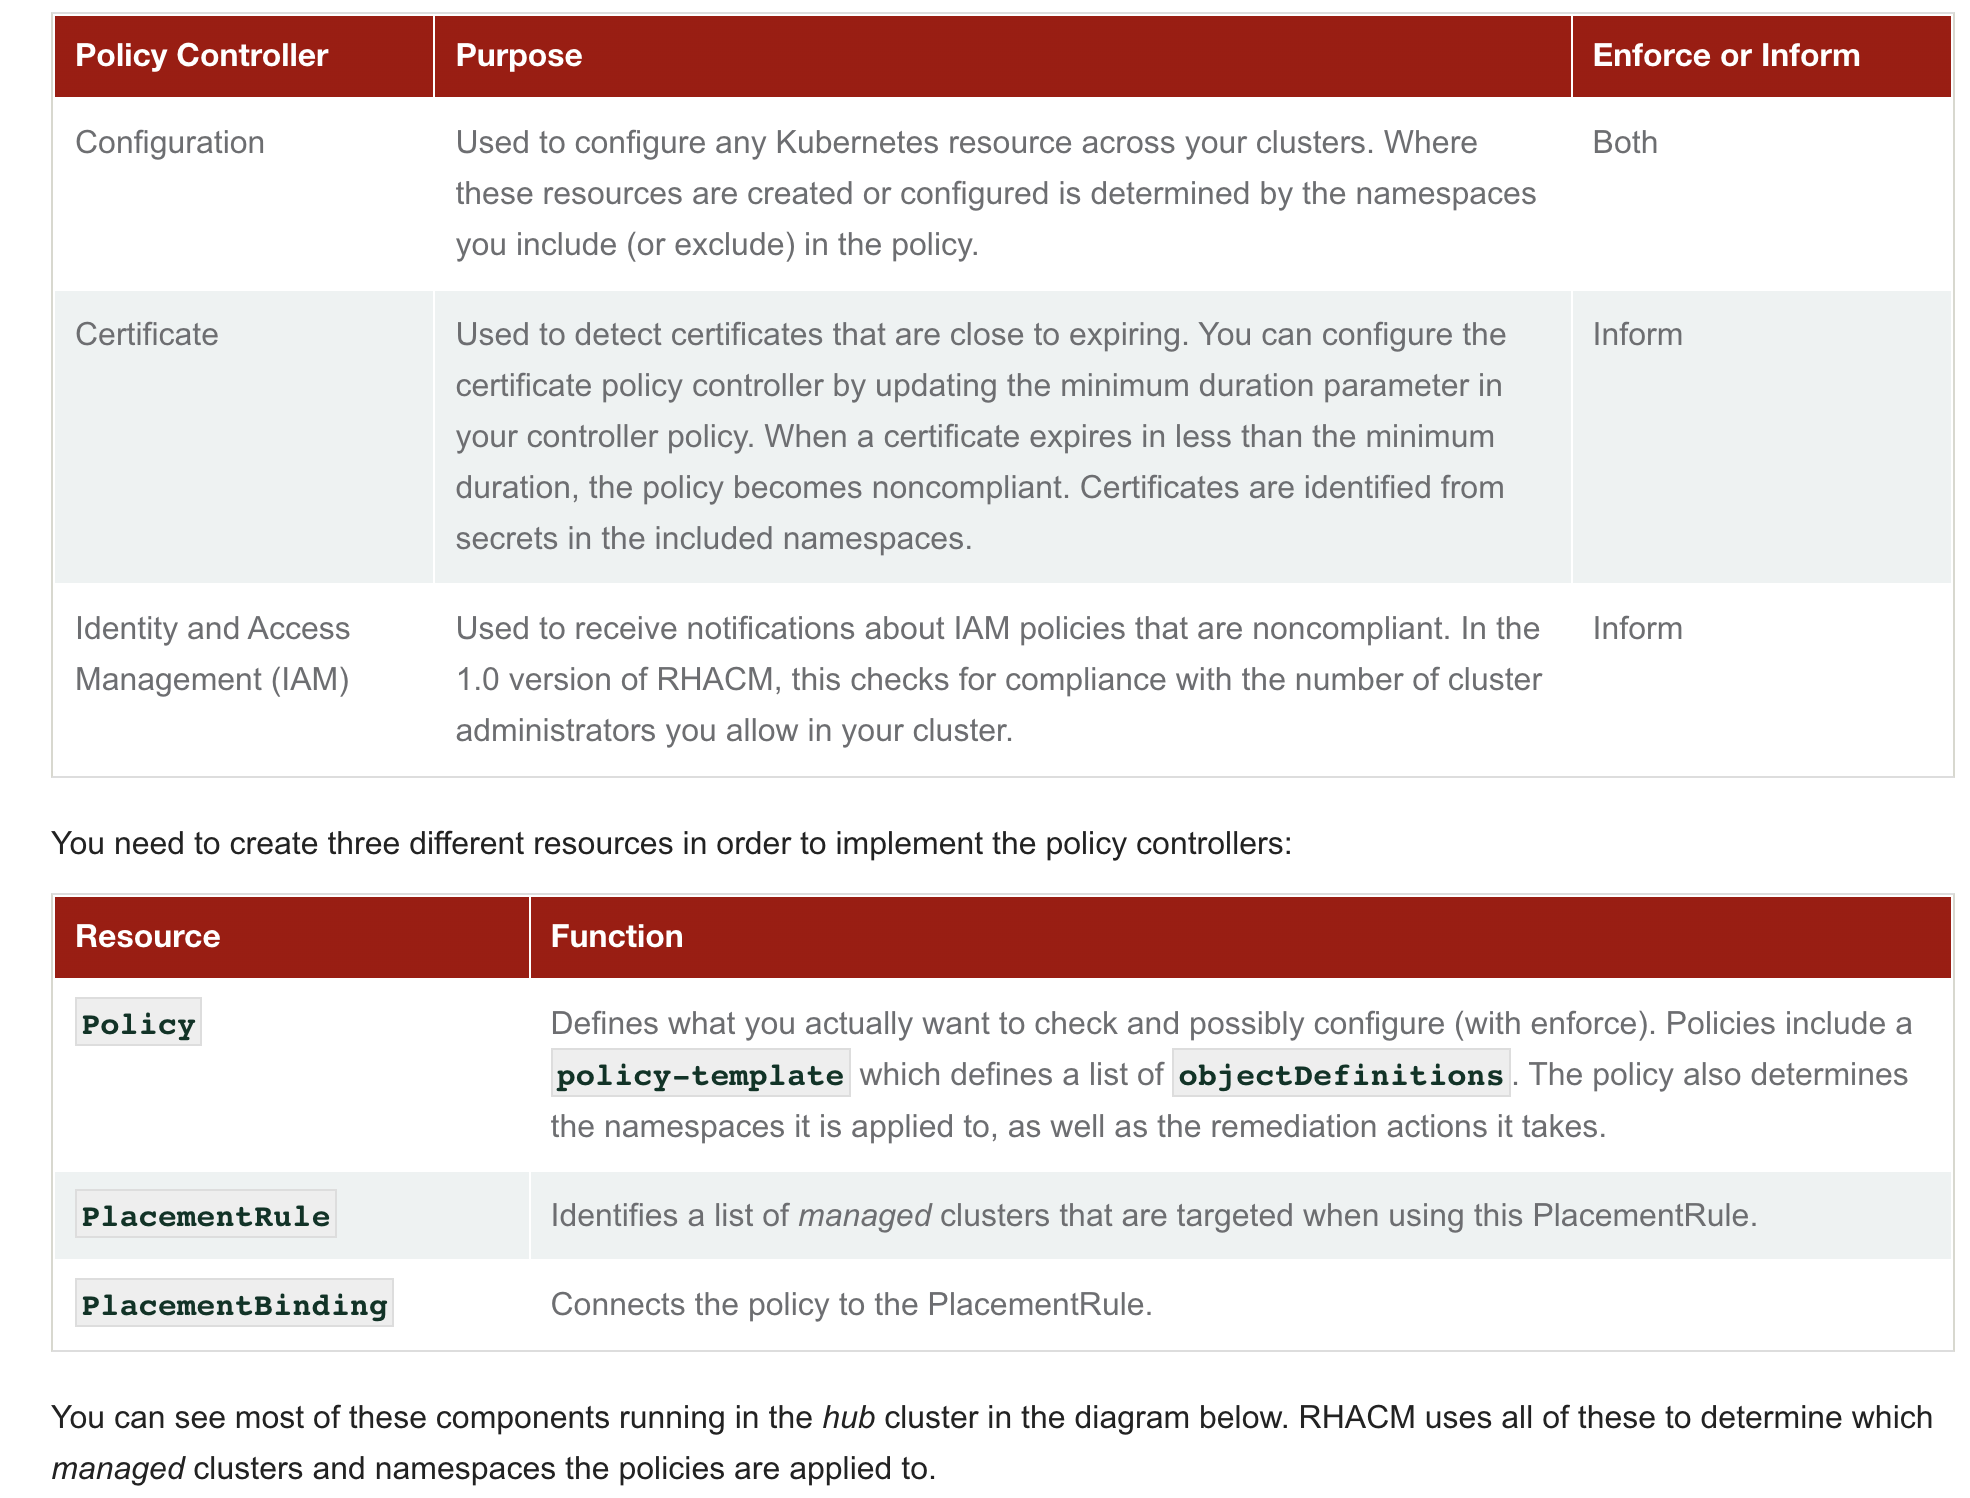 Policy Controller Purpose Enforce or Inform
Configuration Used to configure any Kubernetes resource across your clusters. Where Both
these resources are created or configured is determined by the namespaces
you include (or exclude) in the policy.
Certificate Used to detect certificates that are close to expiring. You can configure the Inform
certificate policy controller by updating the minimum duration parameter in
your controller policy. When a certificate expires in less than the minimum
duration, the policy becomes noncompliant. Certificates are identified from
secrets in the included namespaces.
Identity and Access Used to receive notifications about IAM policies that are noncompliant. In the Inform
Management (IAM) 1.0 version of RHACM, this checks for compliance with the number of cluster
administrators you allow in your cluster.
You need to create three different resources in order to implement the policy controllers:
Resource Function
Policy Defines what you actually want to check and possibly configure (with enforce). Policies include a
policy-template which defines a list of objectDefinitions. The policy also determines
the namespaces it is applied to, as well as the remediation actions it takes.
PlacementRule Identifies a list of managed clusters that are targeted when using this PlacementRule.
PlacementBinding Connects the policy to the PlacementRule.
You can see most of these components running in the hub cluster in the diagram below. RHACM uses all of these to determine which
managed clusters and namespaces the policies are applied to.